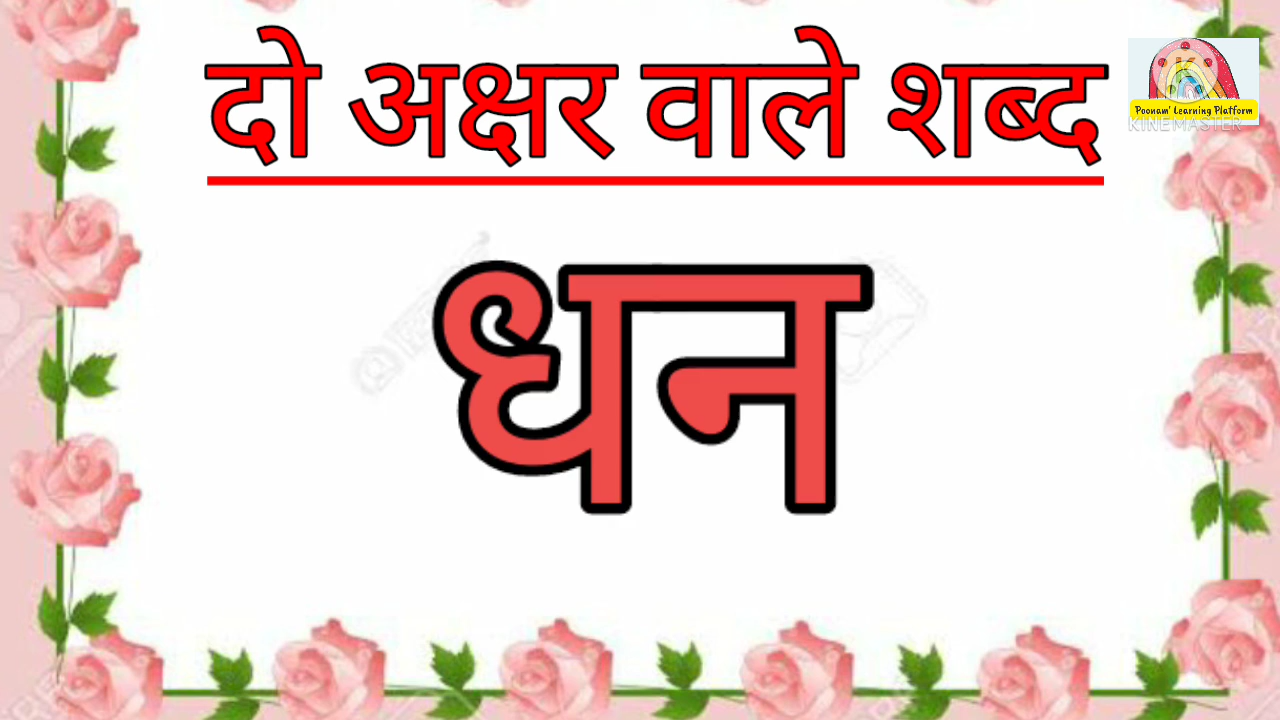 दो अक्षर वाले शब्द
Poonam' Learning Platform
KINEMASTER
धन